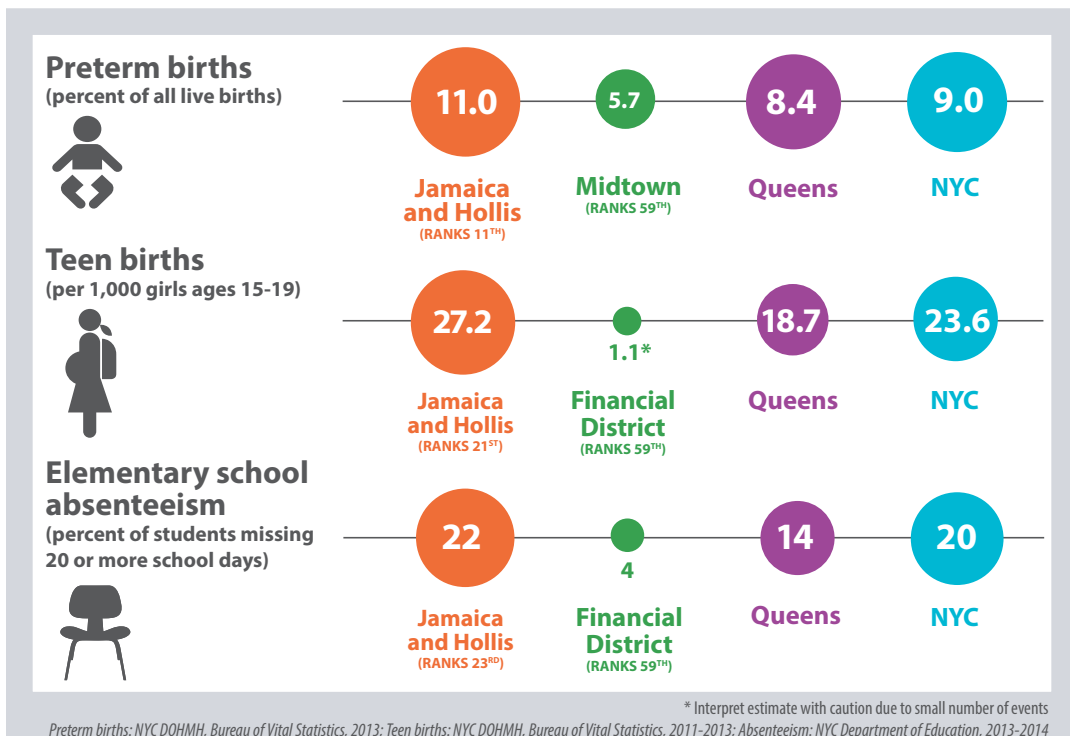 Preterm births
(percent of all live births)
11.0
5.7
8.4
9.0
Jamaica
and Hollis
(RANKS 11TH)
Midtown
(RANKS 59TH)
Queens
NYC
Teen births
(per 1,000 girls ages 15-19)
27.2
1.1*
18.7
23.6
Jamaica
and Hollis
(RANKS 21ST)
Financial
District
(RANKS 59TH)
Queens
NYC
Elementary school
absenteeism
(percent of students missing
20 or more school days)
22
4
14
20
Jamaica
and Hollis
(RANKS 23RD)
Financial
District
(RANKS 59TH)
Queens
NYC
* Interpret estimate with caution due to small number of events
Preterm births: NYC DOHMH, Bureau of Vital Statistics, 2013; Teen births: NYC DOHMH, Bureau of Vital Statistics, 2011-2013; Absenteeism: NYC Department of Education, 2013-2014